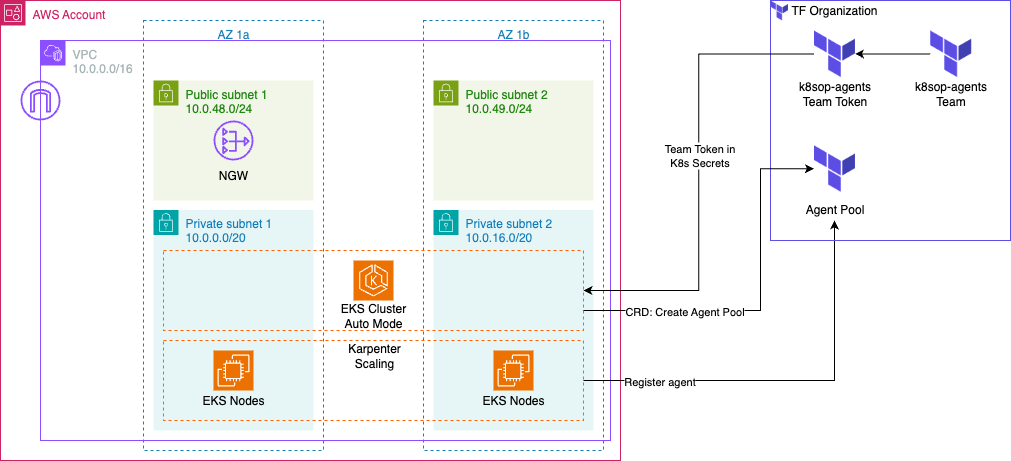 AWS Account
TF Organization
AZ 1a
AZ 1b
VPC
10.0.0.0/16
Public subnet 1
10.0.48.0/24
NGW
Public subnet 2
10.0.49.0/24
Private subnet 1
10.0.0.0/20
Private subnet 2
10.0.16.0/20
EKS Cluster
Auto Mode
Karpenter
Scaling
EKS Nodes
EKS Nodes
k8sop-agents
Team Token
k8sop-agents
Team
Team Token in
K8s Secrets
Agent Pool
CRD: Create Agent Pool
Register agent